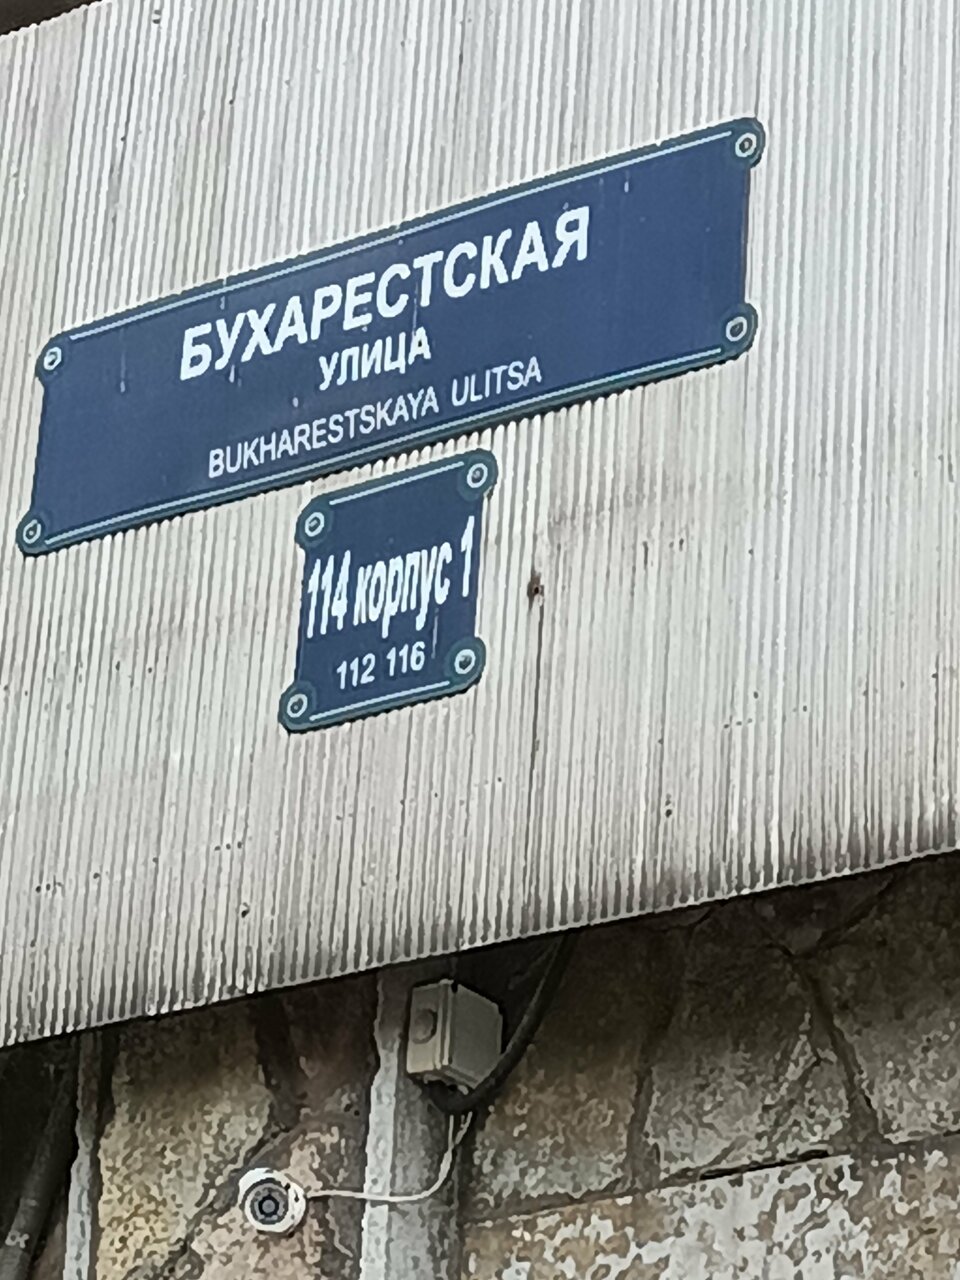 БУХАРЕСТСКАЯ
УЛИЦА
BUKHARESTSKAYA ULITSA
114 корпус 1
112 116